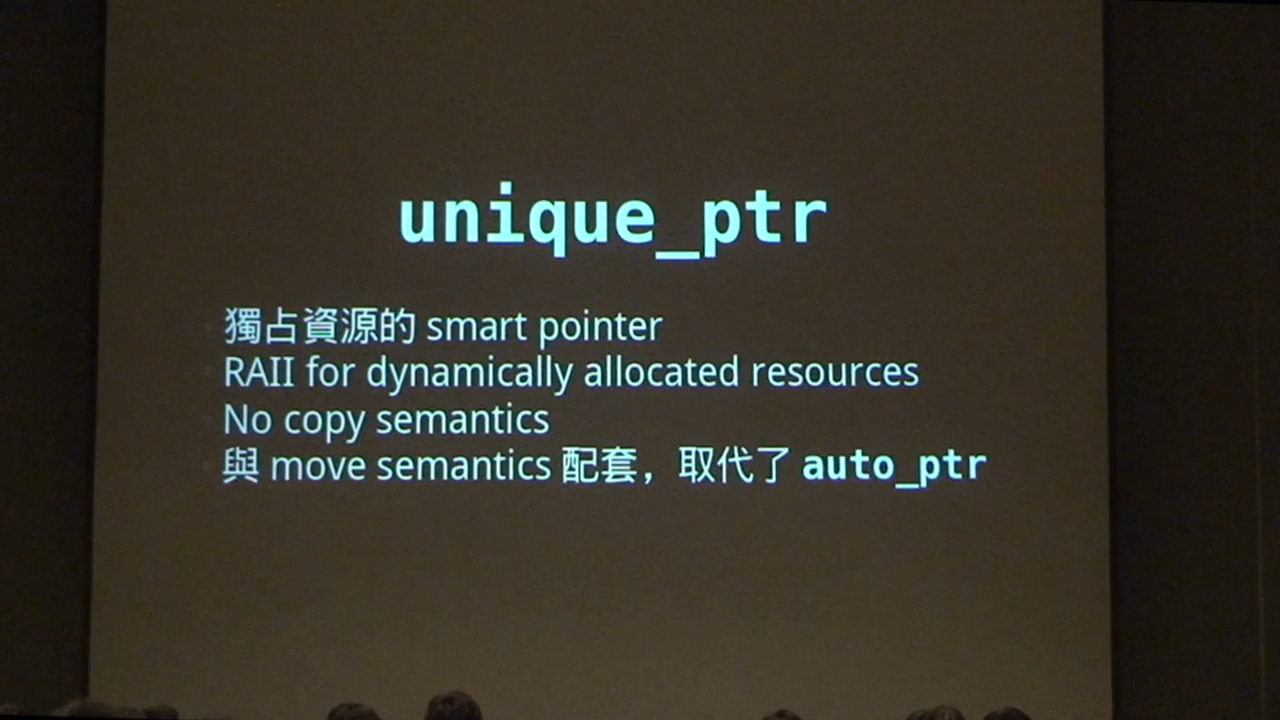 unique_ptr
獨占資源的 smart pointer
RAII for dynamically allocated resources
No copy semantics
與 move semantics 配套，取代了 auto_ptr